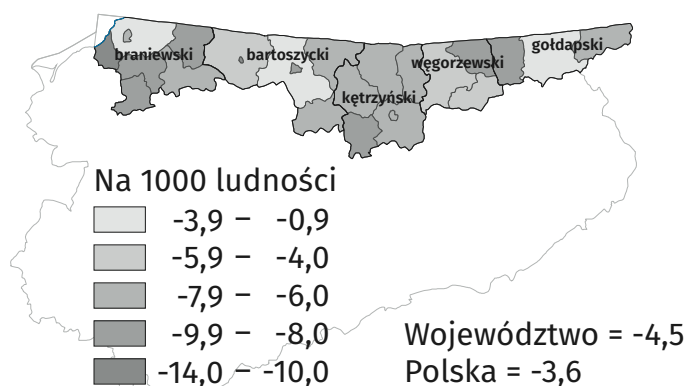 gołdapski
braniewski
bartoszycki
węgorzewski
kętrzyński
Na 1000 ludności
-3,9 – -0,9
-5,9 – -4,0
-7,9 – -6,0
-9,9 – -8,0
-14,0 – -10,0
Województwo = -4,5
Polska = -3,6